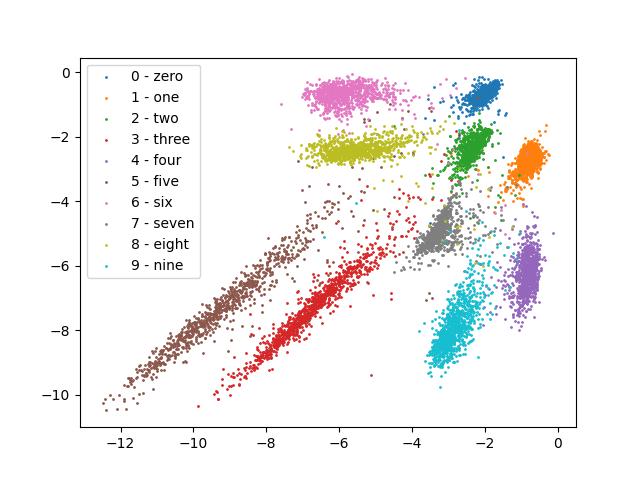 0 - zero
1 - one
2 - two
3 - three
4 - four
5 - five
6 - six
7 - seven
8 - eight
9 - nine
0
−2
−4
−6
−8
−10
−12 −10 −8 −6 −4 −2 0